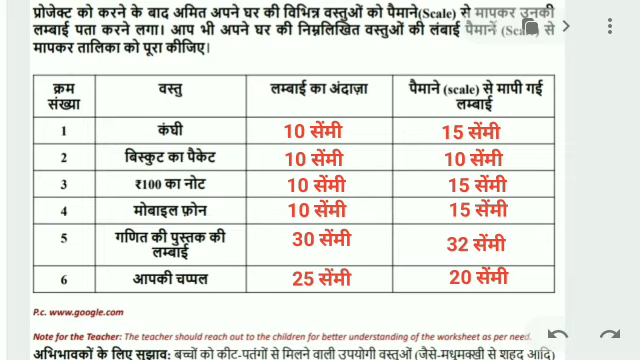 प्रोजेक्ट को करने के बाद अमित अपने घर की विभिन्न वस्तुओं को पैमाने(Scale) से मापकर उनकी
लम्बाई पता करने लगा। आप भी अपने घर की निम्नलिखित वस्तुओं की लंबाई पैमानें (Scale) से
मापकर तालिका को पूरा कीजिए।
क्रम संख्या वस्तु लम्बाई का अंदाज़ा पैमाने (scale) से मापी गई लम्बाई
1 कंघी 10 सेंमी 15 सेंमी
2 बिस्कुट का पैकेट 10 सेंमी 10 सेंमी
3 ₹100 का नोट 10 सेंमी 15 सेंमी
4 मोबाइल फ़ोन 10 सेंमी 15 सेंमी
5 गणित की पुस्तक की लम्बाई 30 सेंमी 32 सेंमी
6 आपकी चप्पल 25 सेंमी 20 सेंमी
P.c. www.google.com
Note for the Teacher: The teacher should reach out to the children for better understanding of the worksheet as per need.
अभिभावकों के लिए सुझाव: बच्चों को कीट-पतंगों से मिलने वाली उपयोगी वस्तुओं (जैसे-मधुमक्खी से शहद आदि)